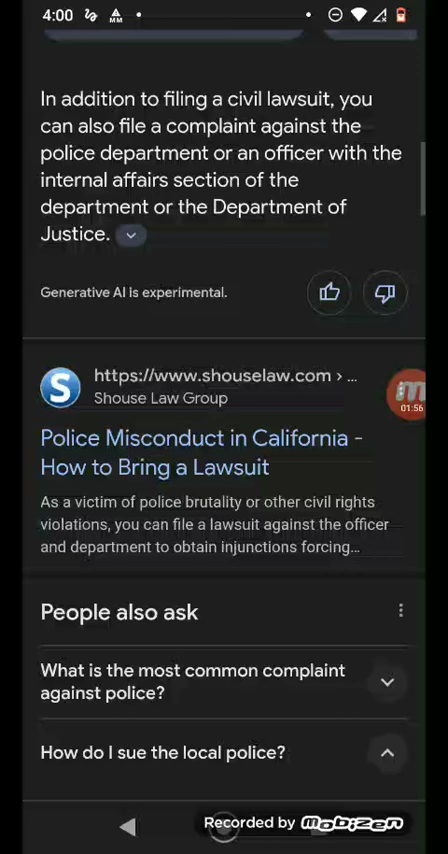 4:00
In addition to filing a civil lawsuit, you
can also file a complaint against the
police department or an officer with the
internal affairs section of the
department or the Department of
Justice.
Generative AI is experimental.
S
https://www.shouselaw.com › ...
Shouse Law Group
m
01:56
Police Misconduct in California -
How to Bring a Lawsuit
As a victim of police brutality or other civil rights
violations, you can file a lawsuit against the officer
and department to obtain injunctions forcing...
People also ask
What is the most common complaint
against police?
How do I sue the local police?
Recorded by mobizen